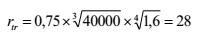 r_tr = 0,75 × ∛40000 × ∜1,6 = 28